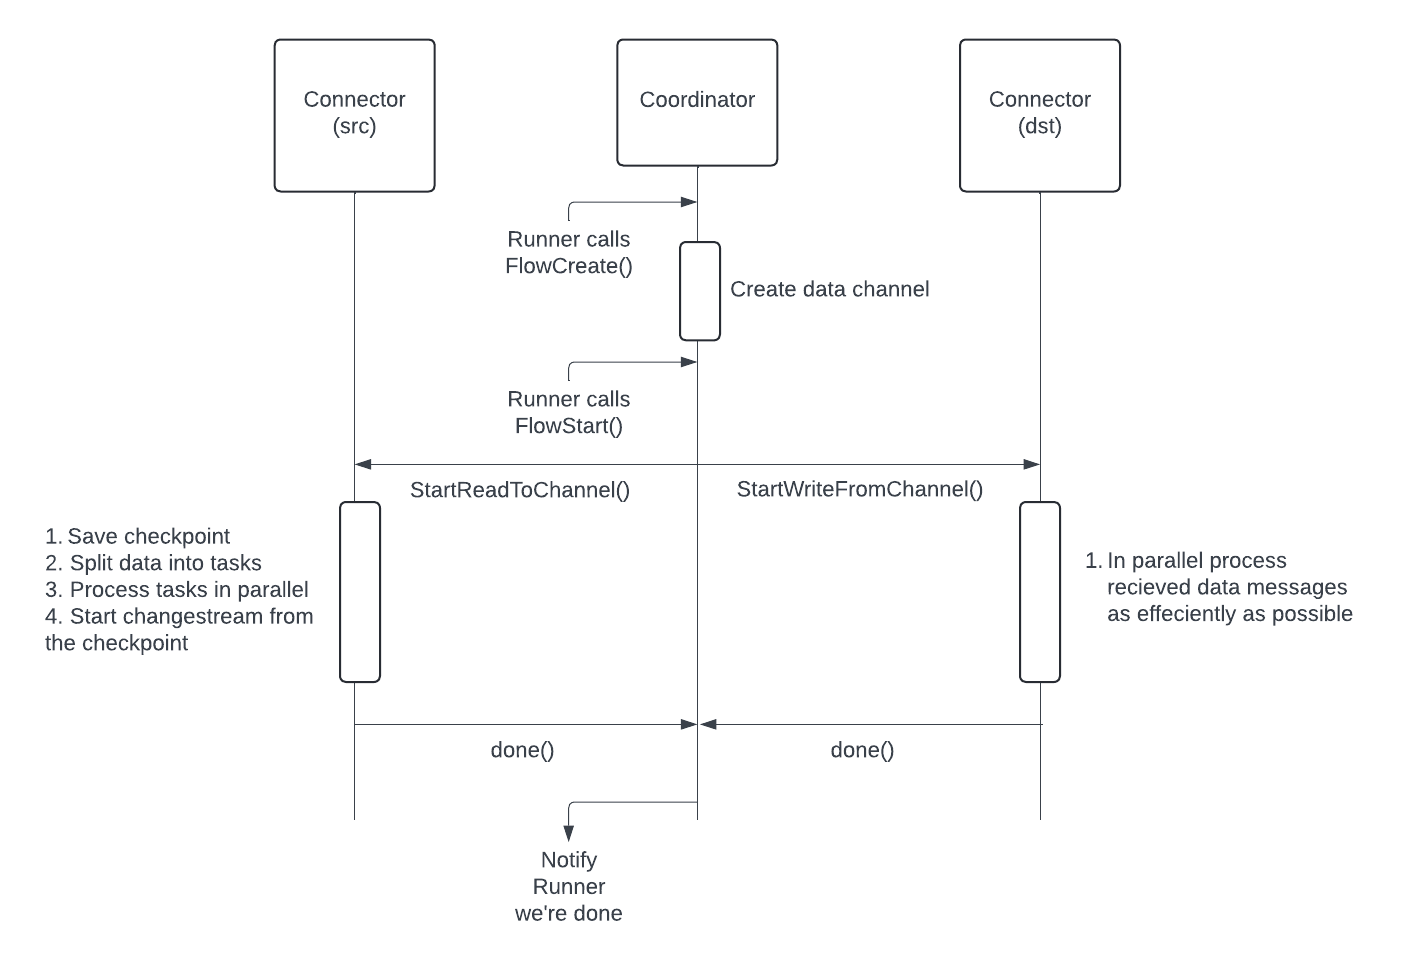 Connector
(src)
Coordinator
Connector
(dst)
Runner calls
FlowCreate()
Create data channel
Runner calls
FlowStart()
StartReadToChannel()
StartWriteFromChannel()
1. Save checkpoint
2. Split data into tasks
3. Process tasks in parallel
4. Start changestream from
the checkpoint
1. In parallel process
recieved data messages
as effeciently as possible
done()
done()
Notify
Runner
we're done